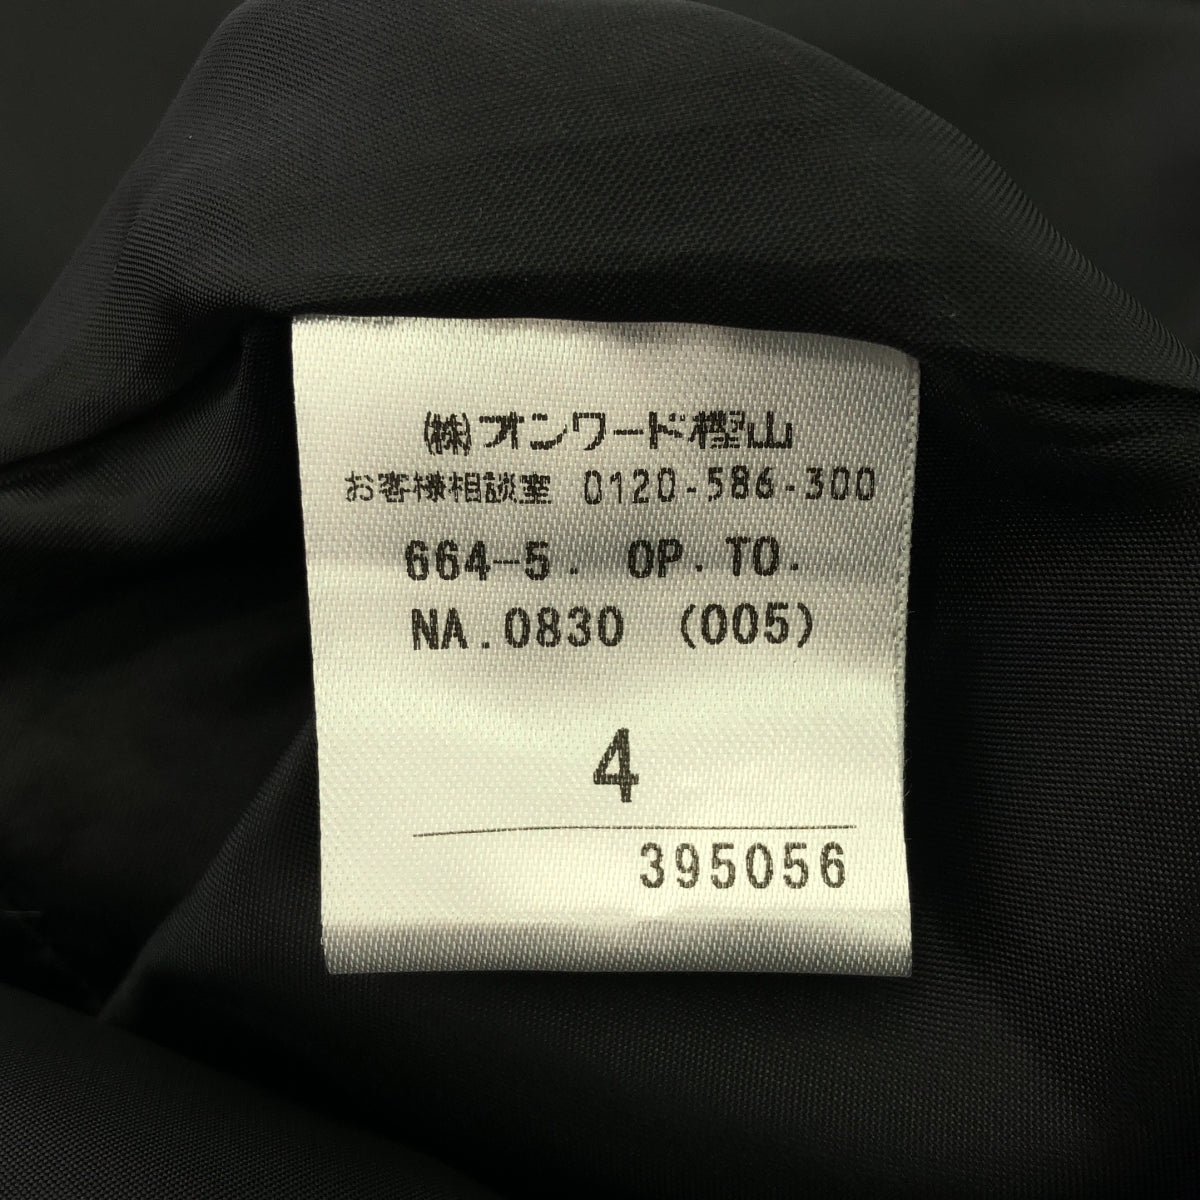 ㈱オンワード樫山
お客様相談室 0120-586-300
664-5. OP.TO.
NA.0830 (005)
4
395056